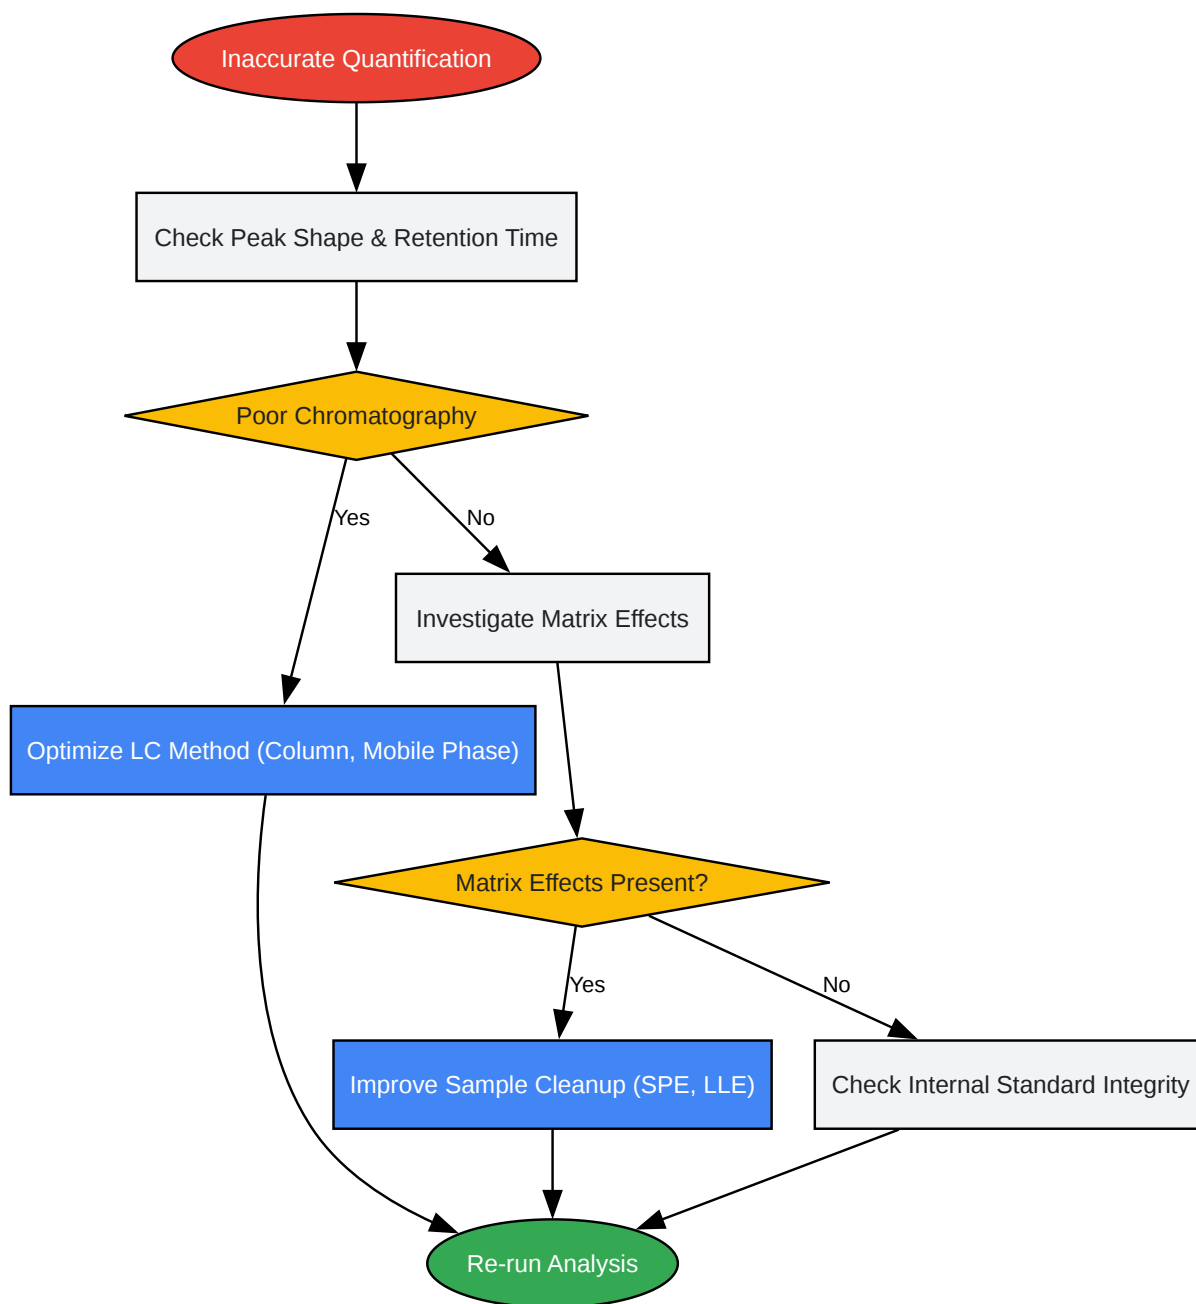 Inaccurate Quantification
Check Peak Shape & Retention Time
Poor Chromatography
Yes
No
Investigate Matrix Effects
Optimize LC Method (Column, Mobile Phase)
Matrix Effects Present?
Yes
No
Improve Sample Cleanup (SPE, LLE)
Check Internal Standard Integrity
Re-run Analysis